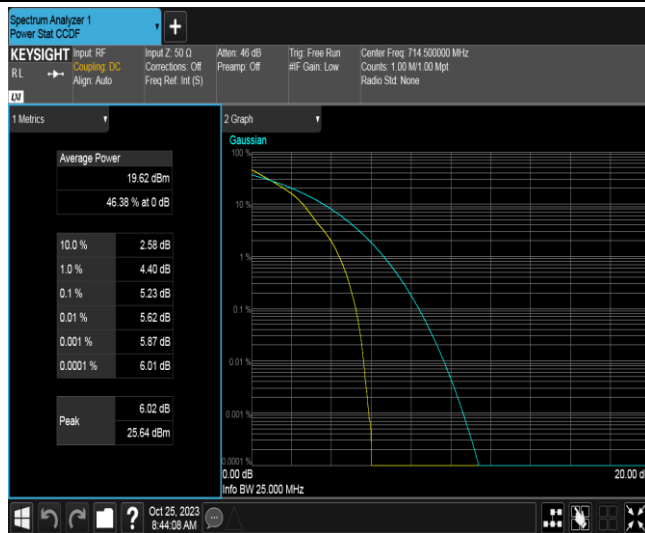 Spectrum Analyzer 1
Power Stat CCDF
+
KEYSIGHT Input: RF Input Z: 50 Ω Atten: 46 dB Trig: Free Run Center Freq: 714.500000 MHz
RL Coupling: DC Corrections: Off Preamp: Off #IF Gain: Low Counts: 1.00 M/1.00 Mpt
Align: Auto Freq Ref: Int (S) Radio Std: None
LXI
1 Metrics 2 Graph
Gaussian
Average Power
19.62 dBm
46.38 % at 0 dB
10.0 % 2.58 dB
1.0 % 4.40 dB
0.1 % 5.23 dB
0.01 % 5.62 dB
0.001 % 5.87 dB
0.0001 % 6.01 dB
Peak
6.02 dB
25.64 dBm
100 %
10 %
1 %
0.1 %
0.01 %
0.001 %
0.0001 %
0.00 dB 20.00 d
Info BW 25.000 MHz
? Oct 25, 2023
8:44:08 AM